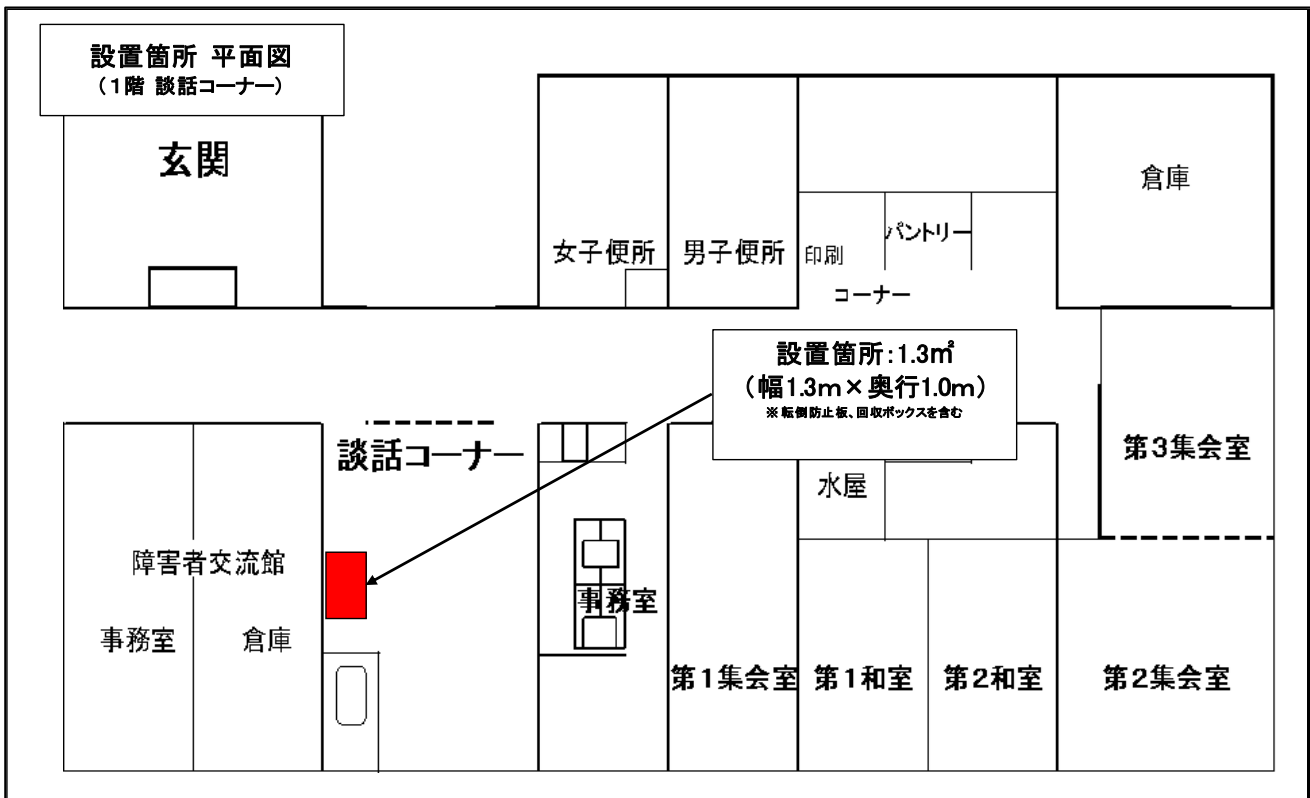 設置箇所 平面図
（1階 談話コーナー）
玄関
倉庫
女子便所
男子便所
印刷
パントリー
コーナー
設置箇所:1.3㎡
（幅1.3m×奥行1.0m）
※転倒防止板、回収ボックスを含む
談話コーナー
第3集会室
水屋
障害者交流館
事務室
倉庫
事務室
第1集会室
第1和室
第2和室
第2集会室